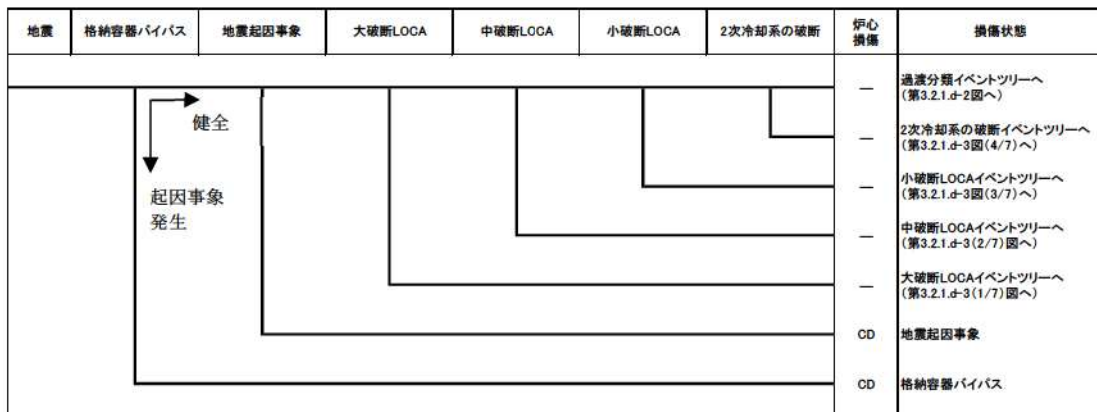 地震
格納容器バイパス
地震起因事象
大破断LOCA
中破断LOCA
小破断LOCA
2次冷却系の破断
炉心
損傷
損傷状態
健全
起因事象
発生
—
過渡分類イベントツリーへ
(第3.2.1.d-2図へ)
—
2次冷却系の破断イベントツリーへ
(第3.2.1.d-3図(4/7)へ)
—
小破断LOCAイベントツリーへ
(第3.2.1.d-3図(3/7)へ)
—
中破断LOCAイベントツリーへ
(第3.2.1.d-3(2/7)図へ)
—
大破断LOCAイベントツリーへ
(第3.2.1.d-3(1/7)図へ)
CD
地震起因事象
CD
格納容器バイパス